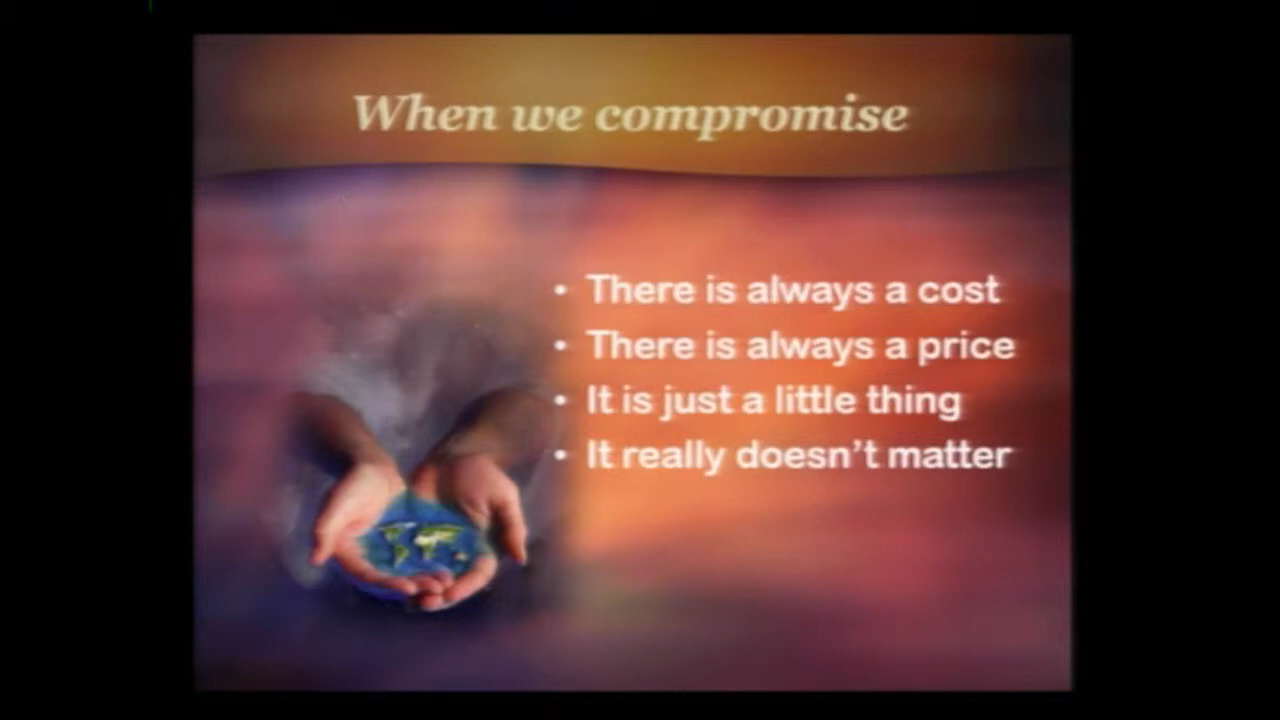 When we compromise
• There is always a cost
• There is always a price
• It is just a little thing
• It really doesn’t matter